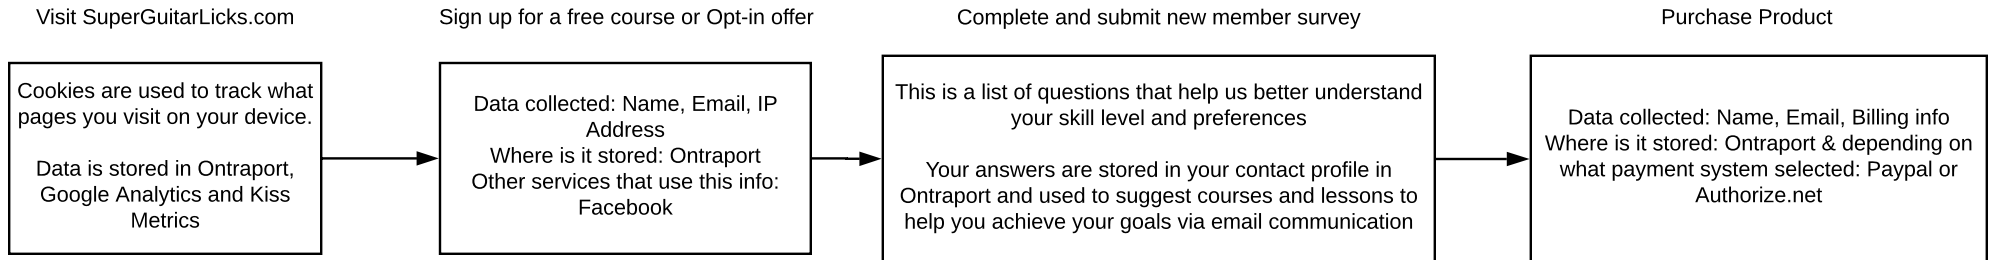 Visit SuperGuitarLicks.com
Cookies are used to track what
pages you visit on your device.
Data is stored in Ontraport,
Google Analytics and Kiss
Metrics
Sign up for a free course or Opt-in offer
Data collected: Name, Email, IP
Address
Where is it stored: Ontraport
Other services that use this info:
Facebook
Complete and submit new member survey
This is a list of questions that help us better understand
your skill level and preferences
Your answers are stored in your contact profile in
Ontraport and used to suggest courses and lessons to
help you achieve your goals via email communication
Purchase Product
Data collected: Name, Email, Billing info
Where is it stored: Ontraport & depending on
what payment system selected: Paypal or
Authorize.net